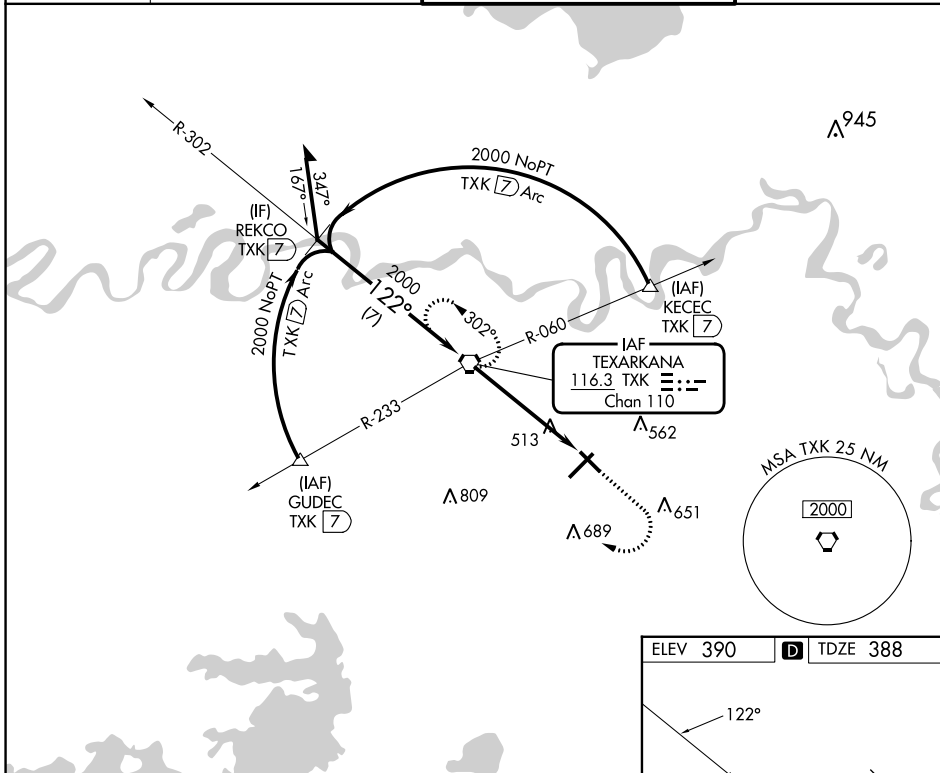 945
R-302
2000 NoPT
TXK 7 Arc
347°
167°
(IF)
REKCO
TXK 7
2000 NoPT
TXK 7 Arc
2000
122°
(7)
302°
R-060
(IAF)
KECEC
TXK 7
IAF
TEXARKANA
116.3 TXK
Chan 110
R-233
513
562
(IAF)
GUDEC
TXK 7
809
651
689
MSA TXK 25 NM
2000
ELEV 390 D TDZE 388
122°